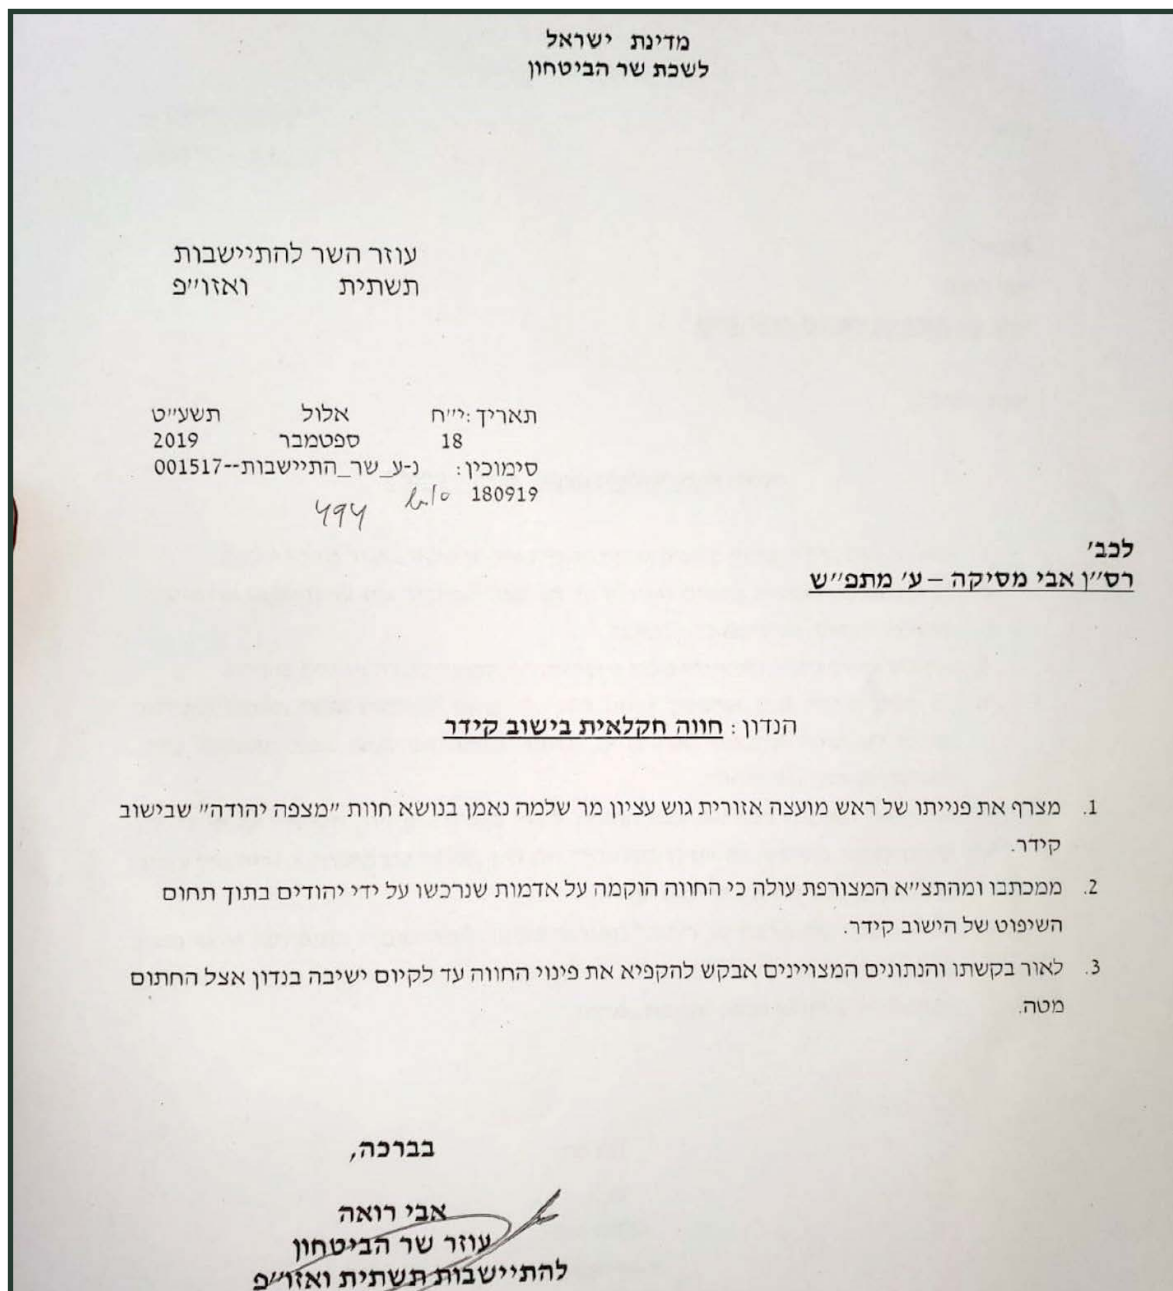 מדינת ישראל
לשכת שר הביטחון
עוזר השר להתיישבות
תשתית ואזו״פ
תאריך: י״ח אלול תשע״ט
18 ספטמבר 2019
סימוכין: נ-ע_שר_התיישבות--001517
180919
לכב׳
רס״ן אבי מסיקה – ע׳ מתפ״ש
הנדון: חווה חקלאית בישוב קידר
1. מצרף את פנייתו של ראש מועצה אזורית גוש עציון מר שלמה נאמן בנושא חוות ״מצפה יהודה״ שבישוב
קידר.
2. ממכתבו ומהתצ״א המצורפת עולה כי החווה הוקמה על אדמות שנרכשו על ידי יהודים בתוך תחום
השיפוט של הישוב קידר.
3. לאור בקשתו והנתונים המצויינים אבקש להקפיא את פינוי החווה עד לקיום ישיבה בנדון אצל החתום
מטה.
בברכה,
אבי רואה
עוזר שר הביטחון
להתיישבות תשתית ואזו״פ